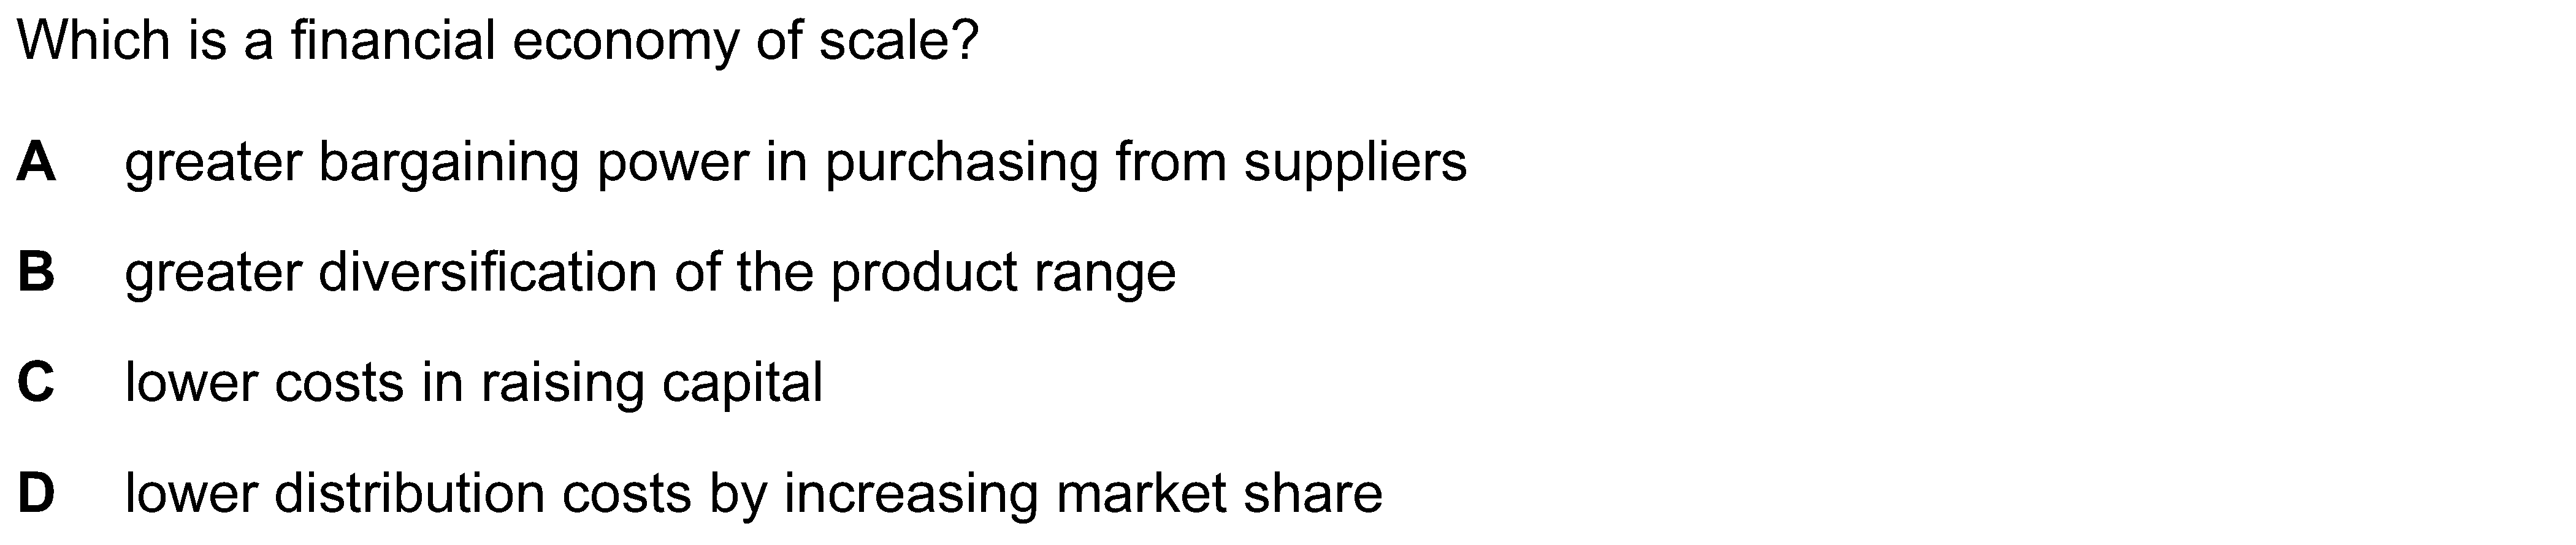 Which is a financial economy of scale?
A greater bargaining power in purchasing from suppliers
B greater diversification of the product range
C lower costs in raising capital
D lower distribution costs by increasing market share